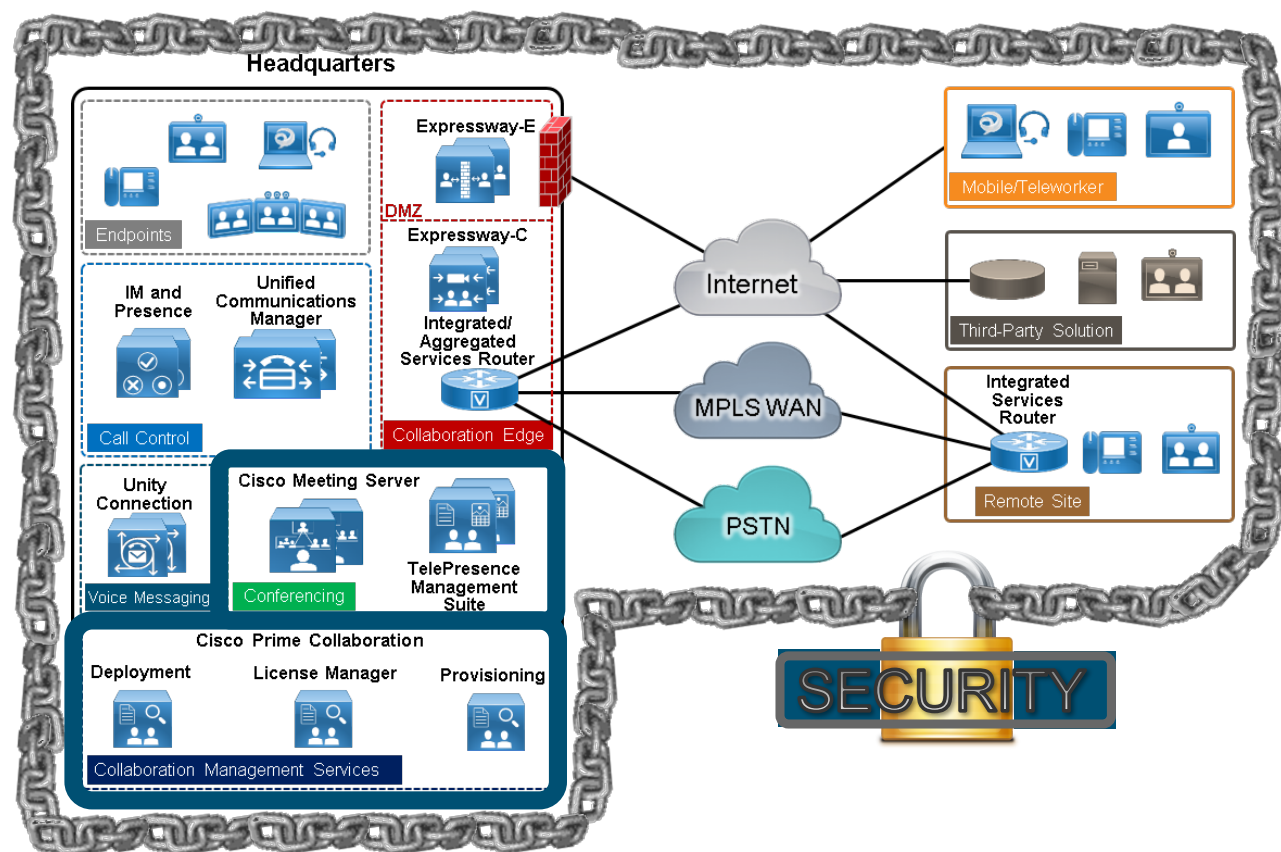 Headquarters
Expressway-E
DMZ
Endpoints
Expressway-C
IM and
Presence
Unified
Communications
Manager
Integrated/
Aggregated
Services Router
Call Control
Collaboration Edge
Unity
Connection
Voice Messaging
Cisco Meeting Server
Conferencing
TelePresence
Management
Suite
Cisco Prime Collaboration
Deployment
License Manager
Provisioning
Collaboration Management Services
Internet
MPLS WAN
PSTN
Mobile/Teleworker
Third-Party Solution
Integrated
Services
Router
Remote Site
V
V
SECURITY